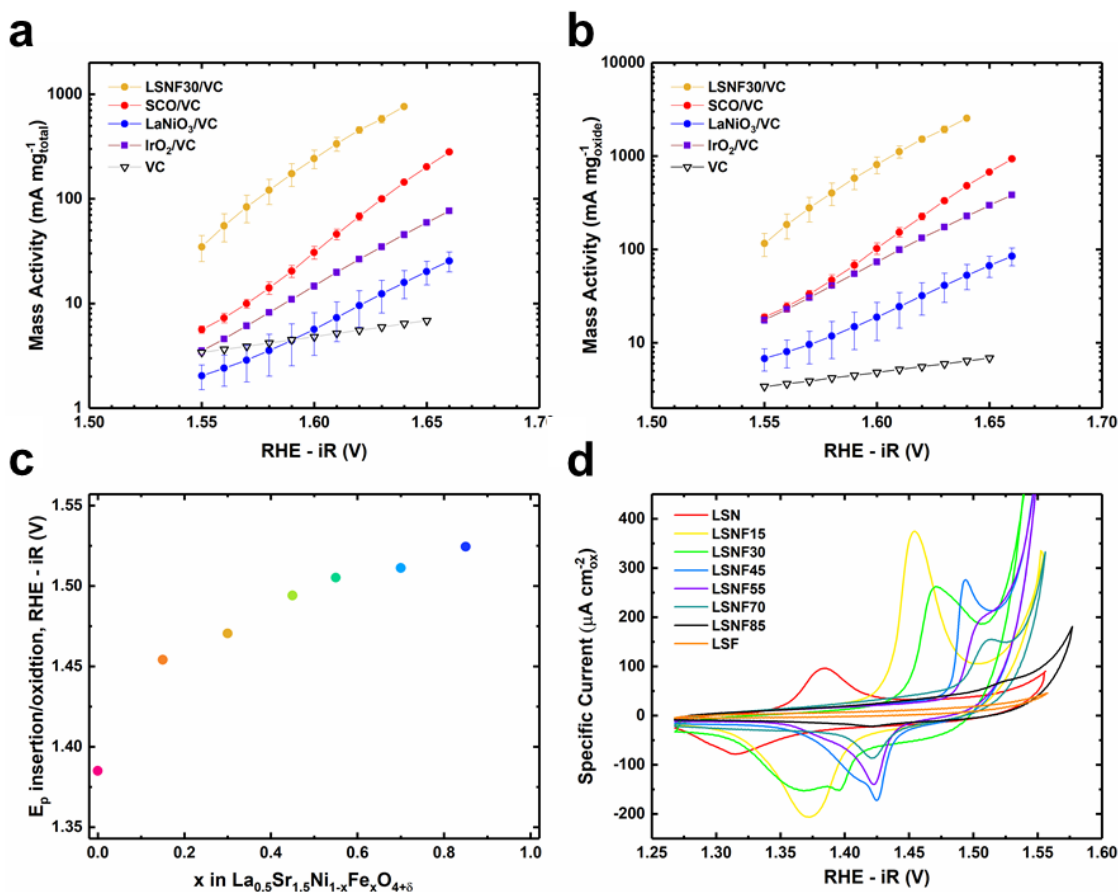 a
Mass Activity (mA mg⁻¹total)
1000
100
10
1
LSNF30/VC
SCO/VC
LaNiO₃/VC
IrO₂/VC
VC
1.50 1.55 1.60 1.65 1.70
RHE - iR (V)
b
Mass Activity (mA mg⁻¹oxide)
10000
1000
100
10
LSNF30/VC
SCO/VC
LaNiO₃/VC
IrO₂/VC
VC
1.50 1.55 1.60 1.65 1.70
RHE - iR (V)
c
Eₚ insertion/oxidtion, RHE - iR (V)
1.55
1.50
1.45
1.40
1.35
0.0 0.2 0.4 0.6 0.8 1.0
x in La₀.₅Sr₁.₅Ni₁₋ₓFeₓO₄₊δ
d
Specific Current (µA cm⁻²ox)
400
300
200
100
0
-100
-200
LSN
LSNF15
LSNF30
LSNF45
LSNF55
LSNF70
LSNF85
LSF
1.25 1.30 1.35 1.40 1.45 1.50 1.55 1.60
RHE - iR (V)